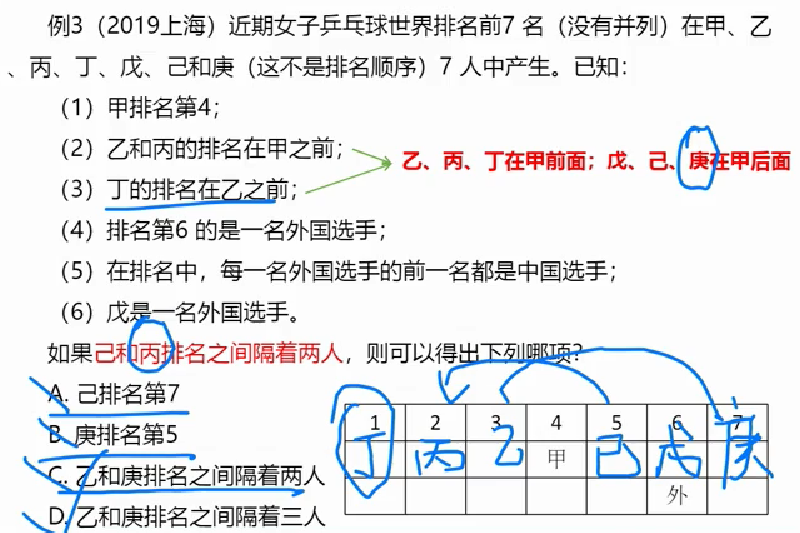 例3（2019上海）近期女子乒乓球世界排名前7 名（没有并列）在甲、乙
、丙、丁、戊、己和庚（这不是排名顺序）7 人中产生。已知：
（1）甲排名第4；
（2）乙和丙的排名在甲之前；
（3）丁的排名在乙之前；
乙、丙、丁在甲前面；戊、己、庚在甲后面
（4）排名第6 的是一名外国选手；
（5）在排名中，每一名外国选手的前一名都是中国选手；
（6）戊是一名外国选手。
如果己和丙排名之间隔着两人，则可以得出下列哪项？
A. 己排名第7
B. 庚排名第5
C. 乙和庚排名之间隔着两人
D. 乙和庚排名之间隔着三人
1 2 3 4 5 6 7
丁 丙 乙 甲 己 戊 庚
外